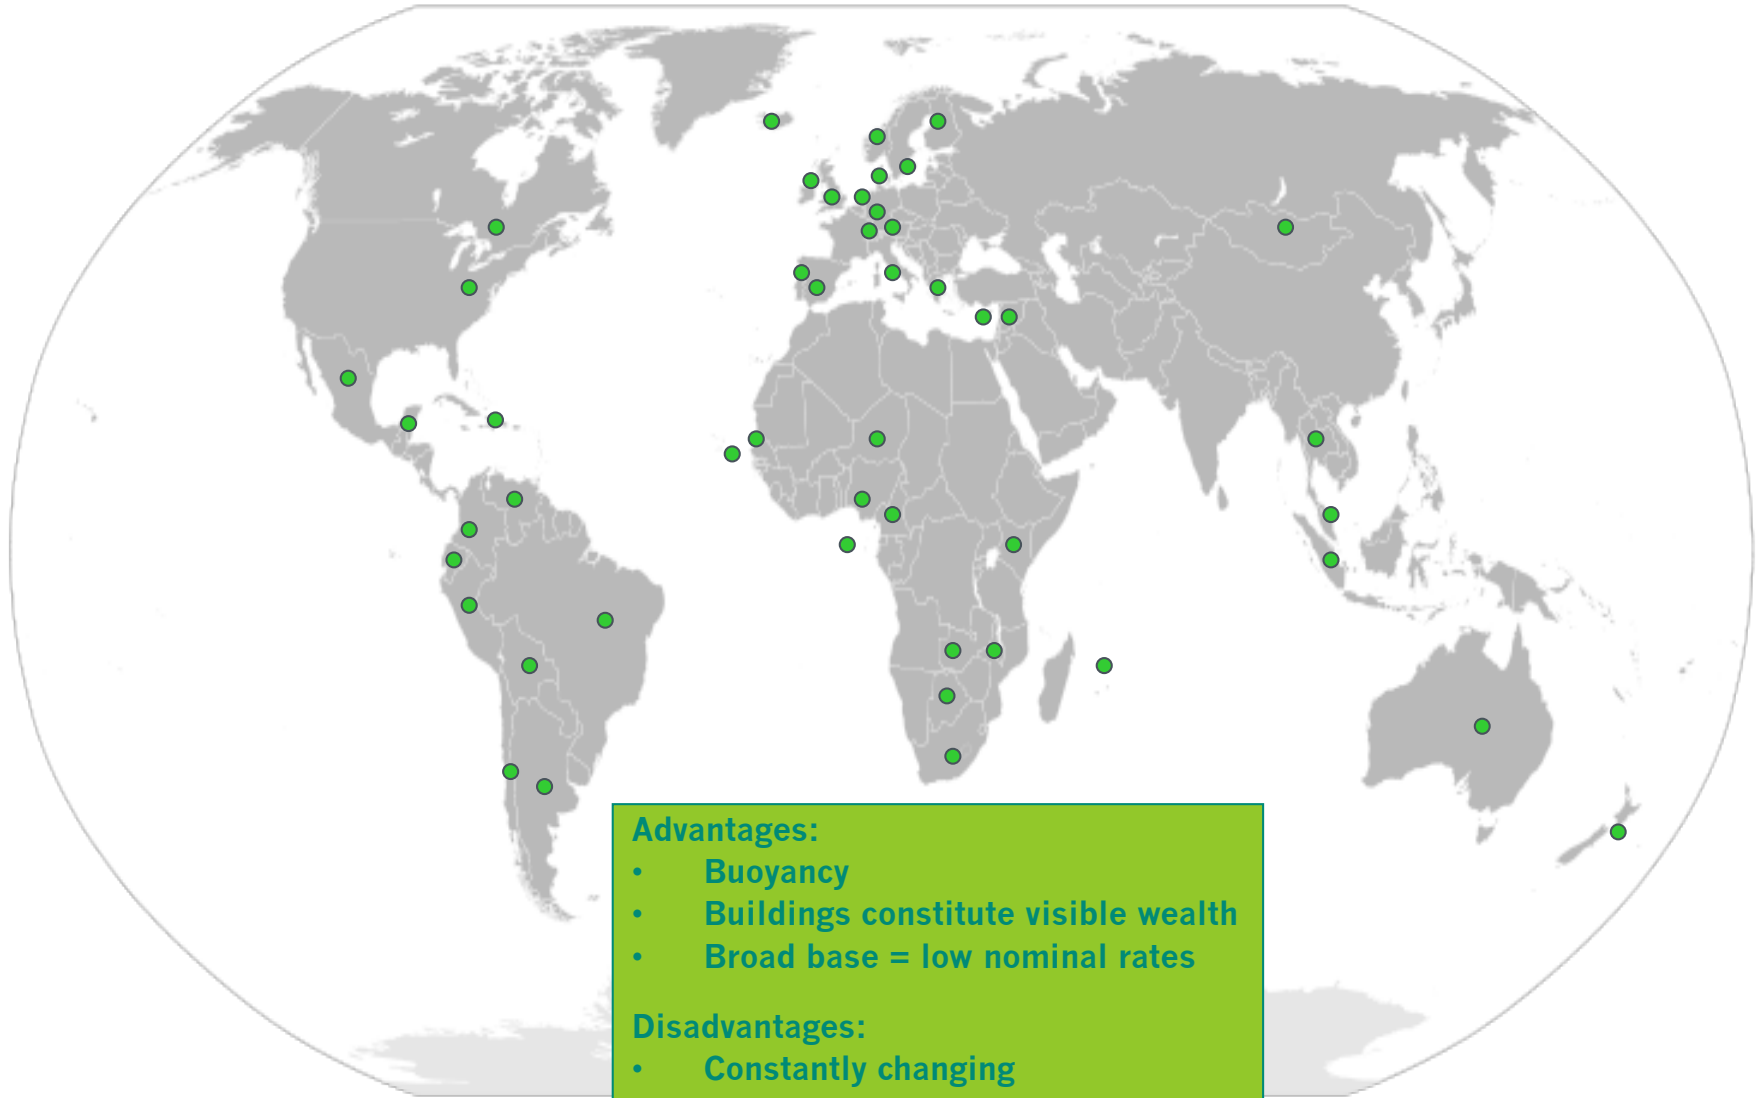 Advantages:
• Buoyancy
• Buildings constitute visible wealth
• Broad base = low nominal rates
Disadvantages:
• Constantly changing